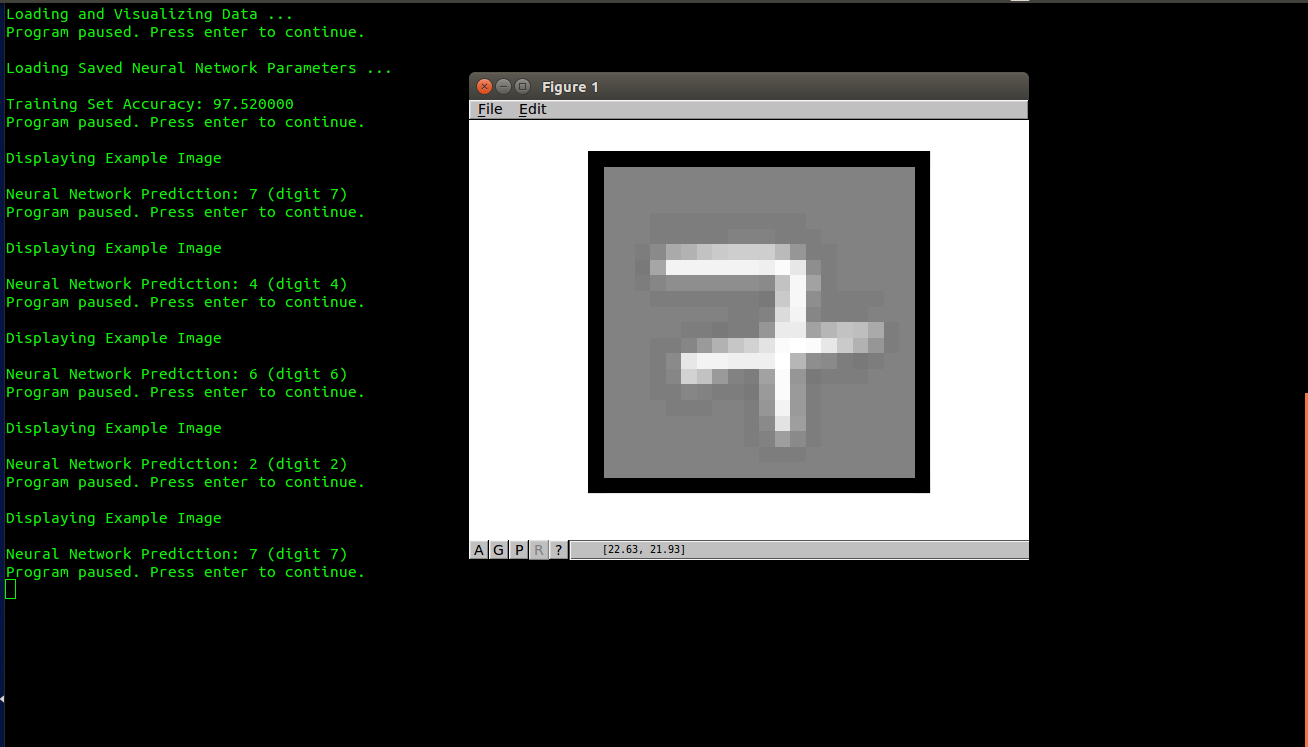 Loading and Visualizing Data ...
Program paused. Press enter to continue.
Loading Saved Neural Network Parameters ...
Training Set Accuracy: 97.520000
Program paused. Press enter to continue.
Displaying Example Image
Neural Network Prediction: 7 (digit 7)
Program paused. Press enter to continue.
Displaying Example Image
Neural Network Prediction: 4 (digit 4)
Program paused. Press enter to continue.
Displaying Example Image
Neural Network Prediction: 6 (digit 6)
Program paused. Press enter to continue.
Displaying Example Image
Neural Network Prediction: 2 (digit 2)
Program paused. Press enter to continue.
Displaying Example Image
Neural Network Prediction: 7 (digit 7)
Program paused. Press enter to continue.
Figure 1
File Edit
7
A G P R ? [22.63, 21.93]